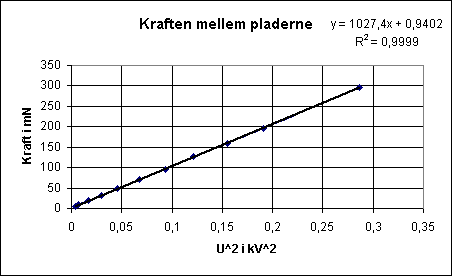 Kraften mellem pladerne
y = 1027,4x + 0,9402
R² = 0,9999
350
300
250
200
150
100
50
0
Kraft i mN
0 0,05 0,1 0,15 0,2 0,25 0,3 0,35
U^2 i kV^2